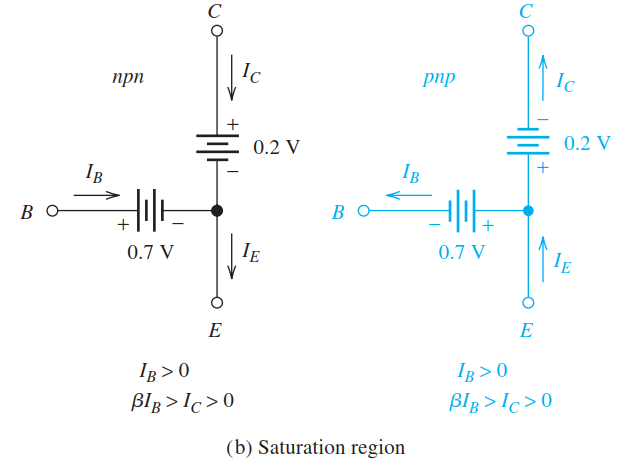 C
C
npn
I_C
pnp
I_C
+
0.2 V
−
−
0.2 V
+
I_B
I_B
B
+
−
B
−
+
0.7 V
I_E
0.7 V
I_E
E
E
I_B > 0
I_B > 0
βI_B > I_C > 0
βI_B > I_C > 0
(b) Saturation region